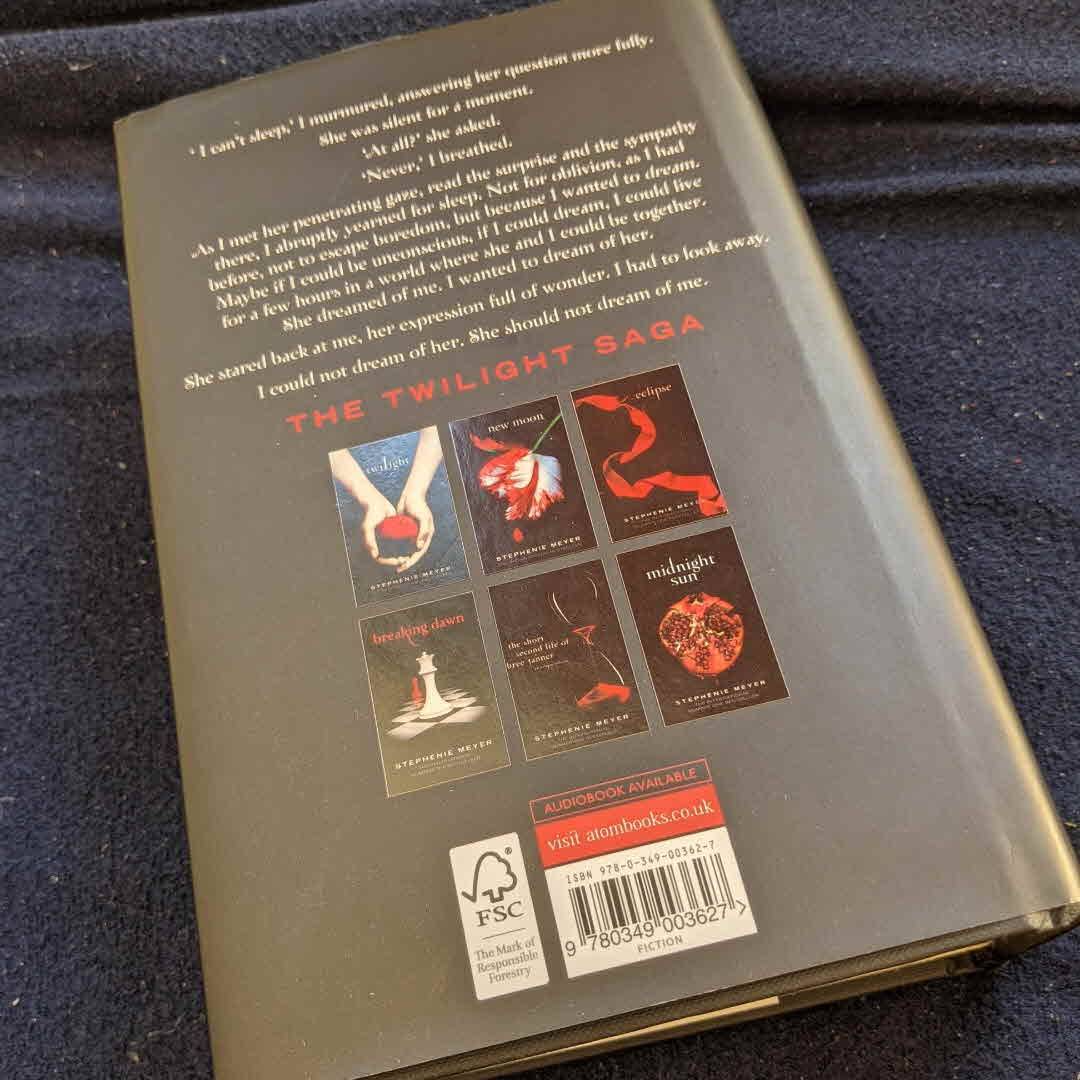 ' I can't sleep,' I murmured, answering her question more fully.
She was silent for a moment.
'At all?' she asked.
'Never,' I breathed.
As I met her penetrating gaze, read the surprise and the sympathy
there, I abruptly yearned for sleep. Not for oblivion, as I had
before, not to escape boredom, but because I wanted to dream.
Maybe if I could be unconscious, if I could dream, I could live
for a few hours in a world where she and I could be together.
She dreamed of me. I wanted to dream of her.
She stared back at me, her expression full of wonder. I had to look away.
I could not dream of her. She should not dream of me.
THE TWILIGHT SAGA
twilight
STEPHENIE MEYER
new moon
STEPHENIE MEYER
eclipse
STEPHENIE MEYER
breaking dawn
STEPHENIE MEYER
the short
second life of
bree tanner
STEPHENIE MEYER
midnight
sun
STEPHENIE MEYER
AUDIOBOOK AVAILABLE
visit atombooks.co.uk
ISBN 978-0-349-00362-7
9 780349 003627 >
FICTION
FSC
The Mark of
Responsible
Forestry